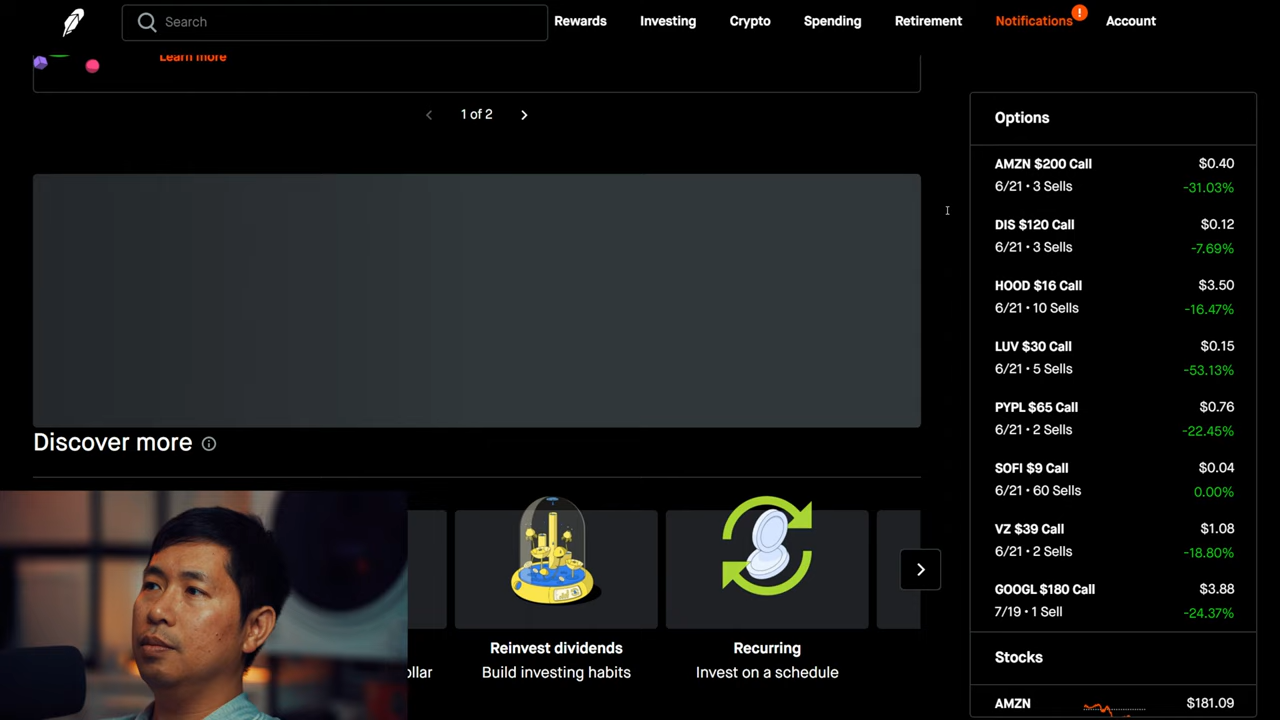 Search
Rewards
Investing
Crypto
Spending
Retirement
Notifications
!
Account
Learn more
1 of 2
Discover more
ollar
Reinvest dividends
Build investing habits
Recurring
Invest on a schedule
Options
AMZN $200 Call $0.40
6/21 • 3 Sells -31.03%
DIS $120 Call $0.12
6/21 • 3 Sells -7.69%
HOOD $16 Call $3.50
6/21 • 10 Sells -16.47%
LUV $30 Call $0.15
6/21 • 5 Sells -53.13%
PYPL $65 Call $0.76
6/21 • 2 Sells -22.45%
SOFI $9 Call $0.04
6/21 • 60 Sells 0.00%
VZ $39 Call $1.08
6/21 • 2 Sells -18.80%
GOOGL $180 Call $3.88
7/19 • 1 Sell -24.37%
Stocks
AMZN $181.09